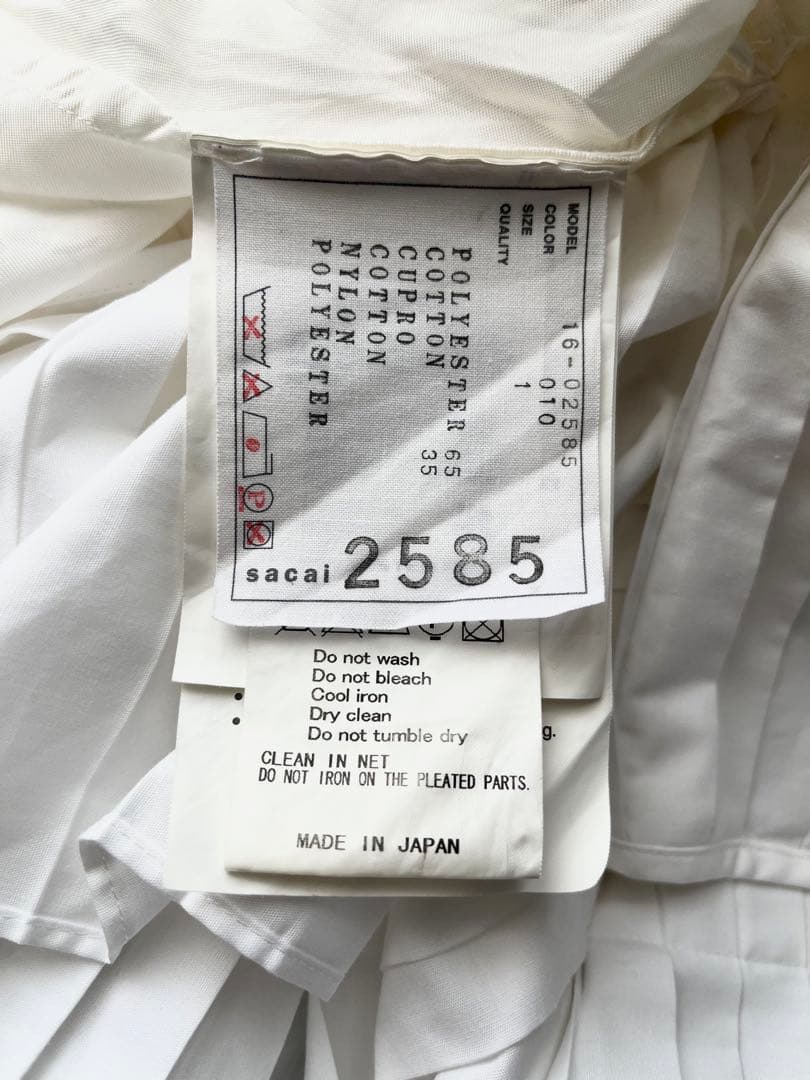 MODEL 16-02585
COLOR 010
SIZE 1
QUALITY
POLYESTER 65
COTTON 35
CUPRO
COTTON
NYLON
POLYESTER
sacai 2585
Do not wash
Do not bleach
Cool iron
Dry clean
Do not tumble dry
g.
CLEAN IN NET
DO NOT IRON ON THE PLEATED PARTS.
MADE IN JAPAN